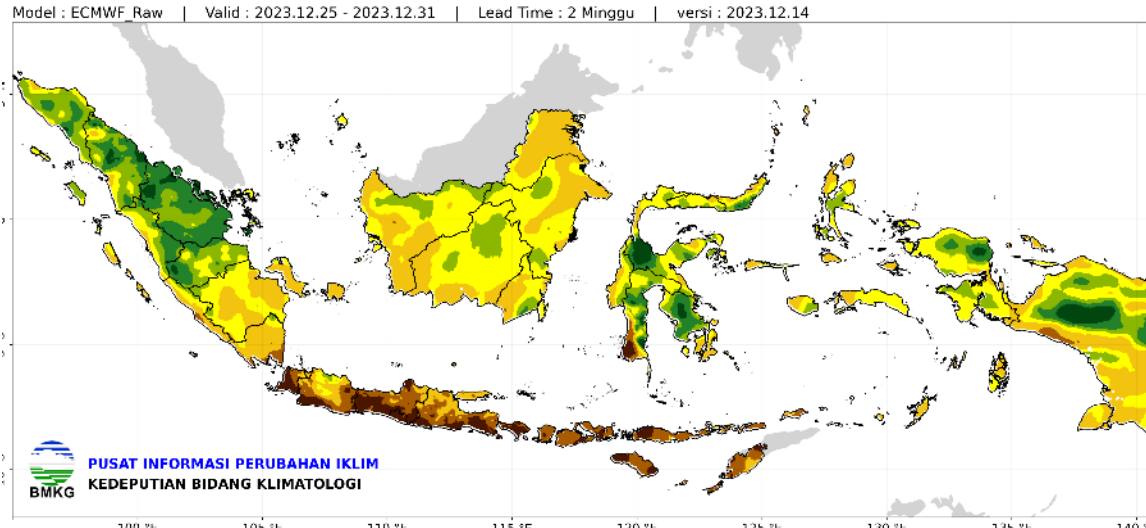 Model : ECMWF_Raw | Valid : 2023.12.25 - 2023.12.31 | Lead Time : 2 Minggu | versi : 2023.12.14
PUSAT INFORMASI PERUBAHAN IKLIM
KEDEPUTIAN BIDANG KLIMATOLOGI
BMKG